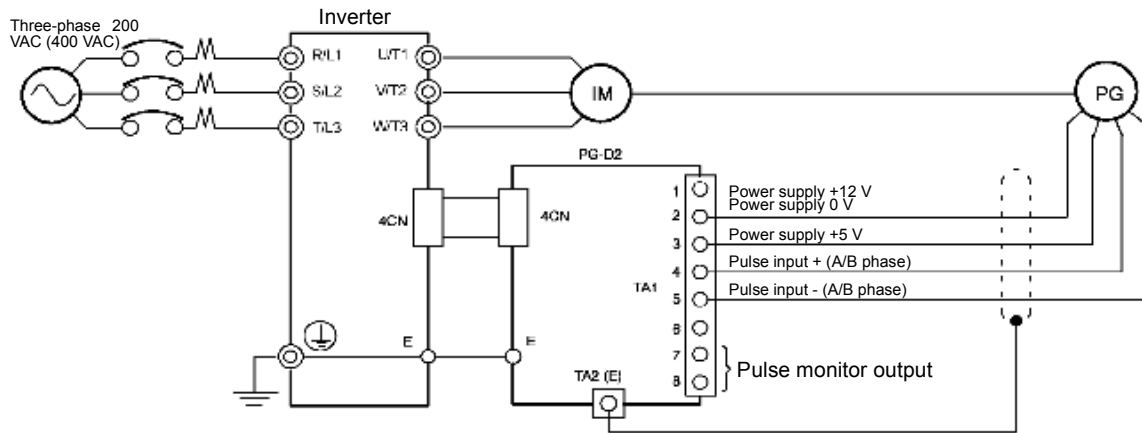 Three-phase 200
VAC (400 VAC)
Inverter
R/L1
U/T1
S/L2
V/T2
IM
PG
T/L3
W/T3
PG-D2
1
Power supply +12 V
4CN
4CN
2
Power supply 0 V
3
Power supply +5 V
4
Pulse input + (A/B phase)
TA1
5
Pulse input - (A/B phase)
6
E
E
7
Pulse monitor output
TA2 (E)
8